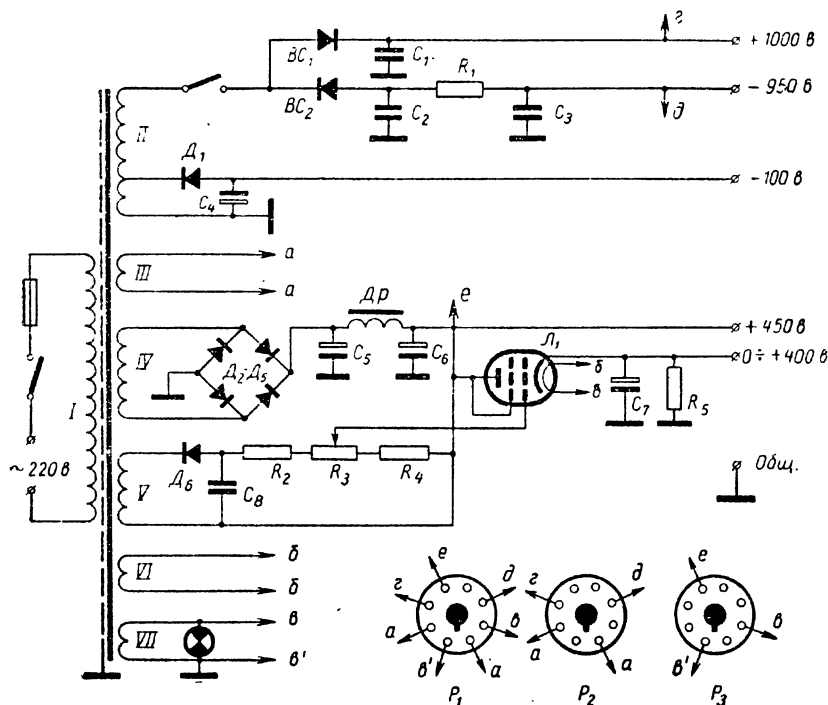 г
+ 1000 в
ВС₁
С₁
R₁
– 950 в
ВС₂
С₂
С₃
д
II
Д₁
– 100 в
С₄
III
а
а
е
ДР
Л₁
+ 450 в
IV
Д₂-Д₅
С₅
С₆
б
в
0 ÷ + 400 в
С₇
R₅
I
~ 220 в
V
Д₆
С₈
R₂
R₃
R₄
Общ.
VI
б
б
VII
в
в'
е
г
д
а
в
в'
а
Р₁
г
д
а
а
Р₂
е
в
в'
Р₃